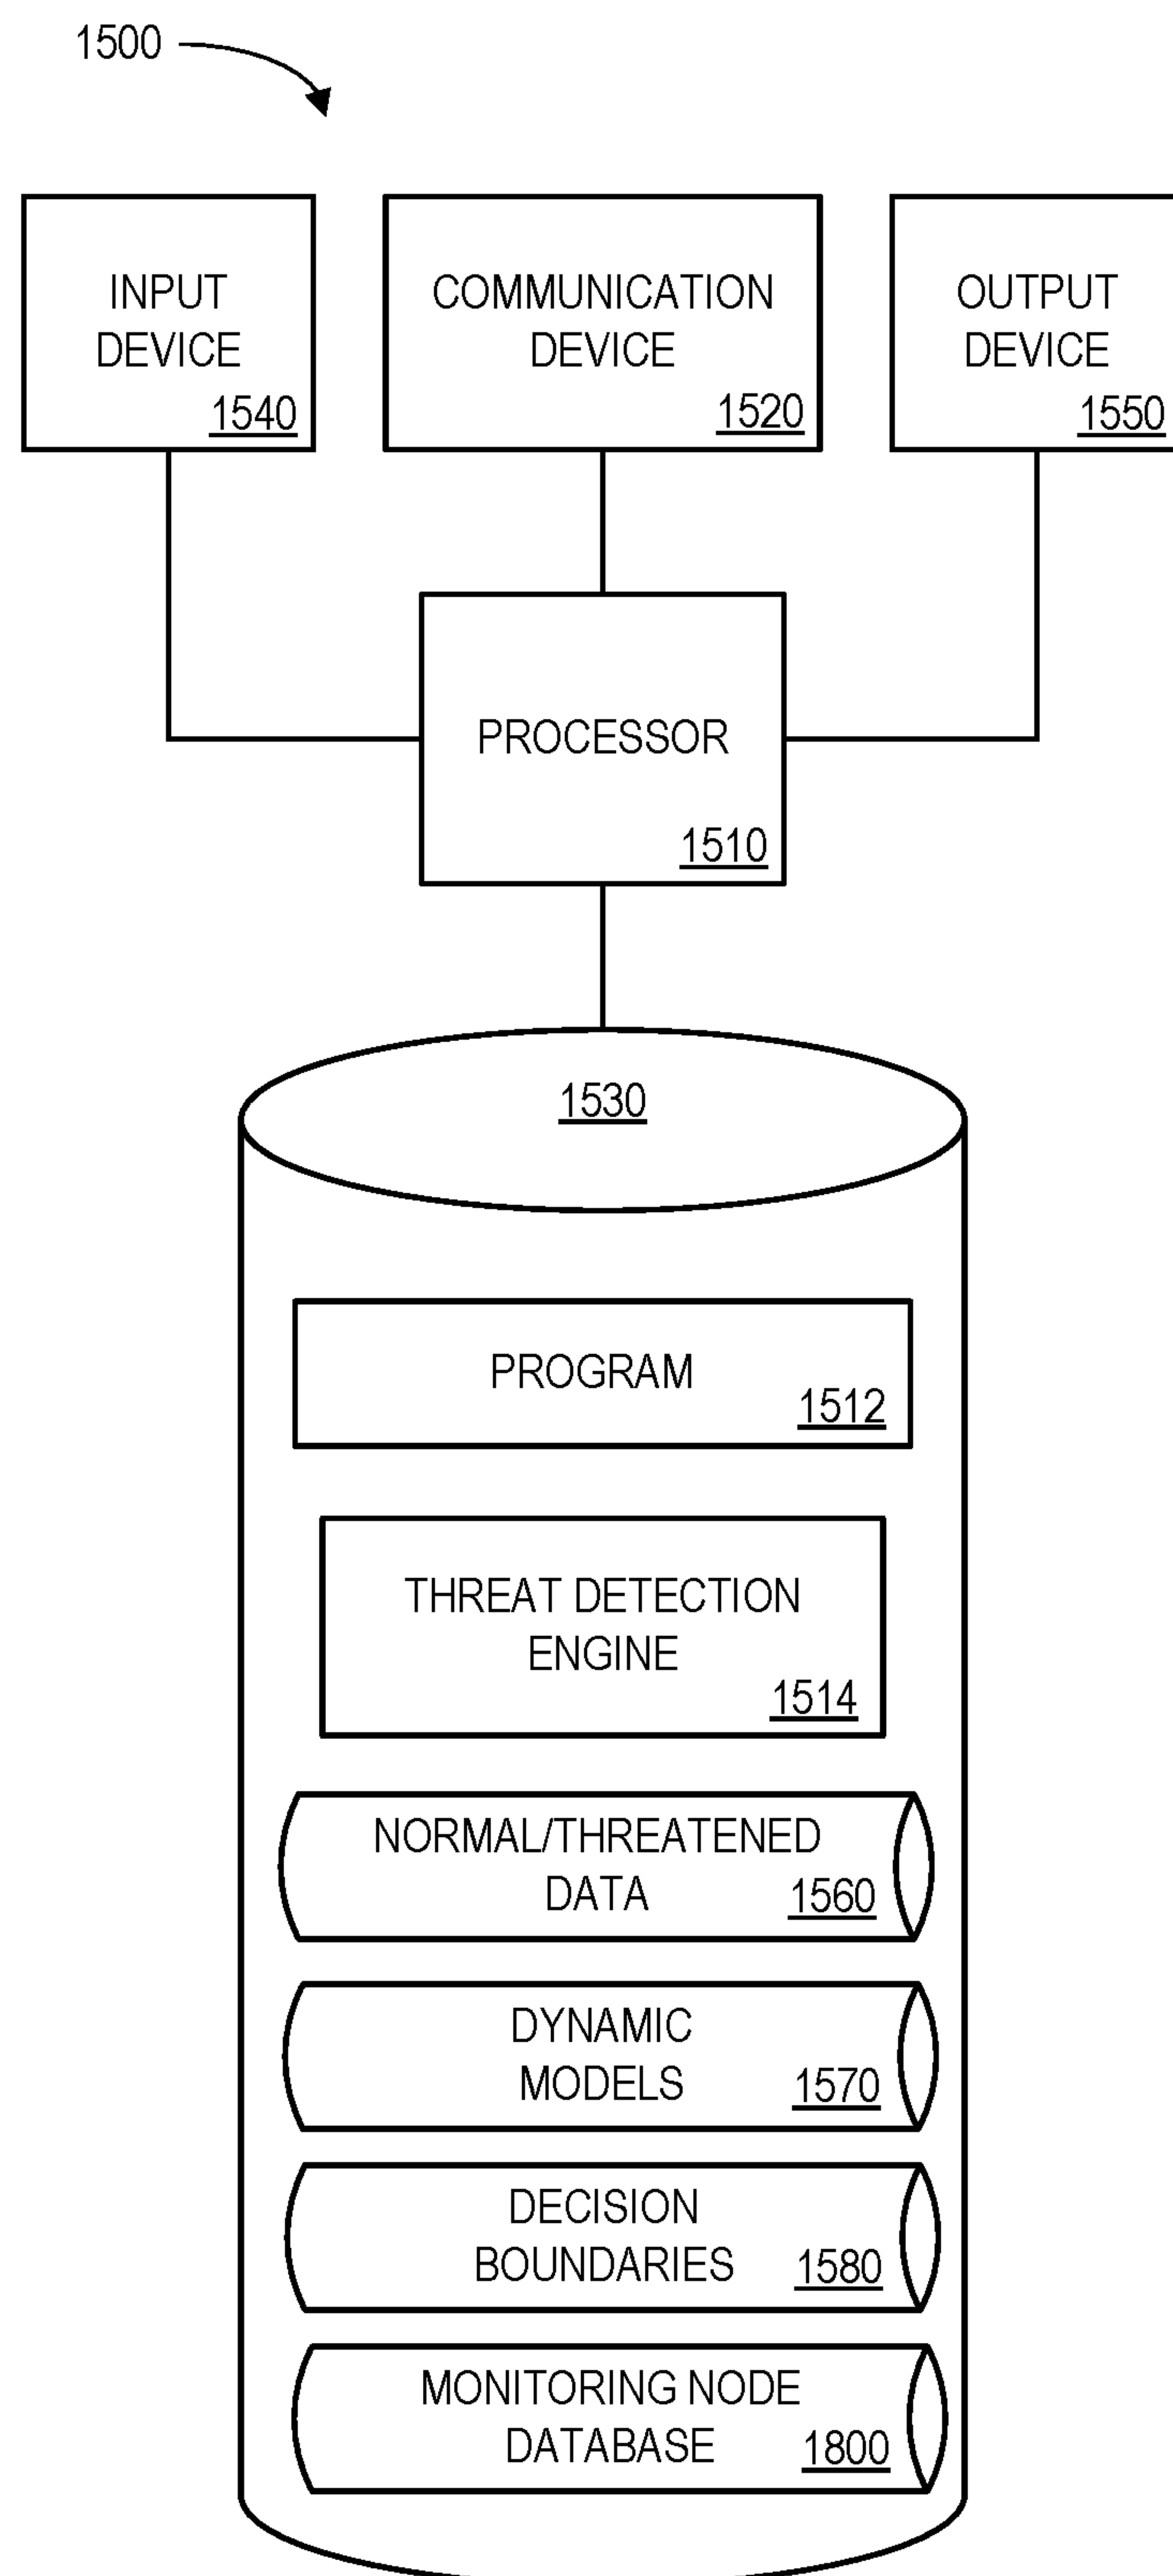 1500
INPUT
DEVICE
1540
COMMUNICATION
DEVICE
1520
OUTPUT
DEVICE
1550
PROCESSOR
1510
1530
PROGRAM
1512
THREAT DETECTION
ENGINE
1514
NORMAL/THREATENED
DATA
1560
DYNAMIC
MODELS
1570
DECISION
BOUNDARIES
1580
MONITORING NODE
DATABASE
1800